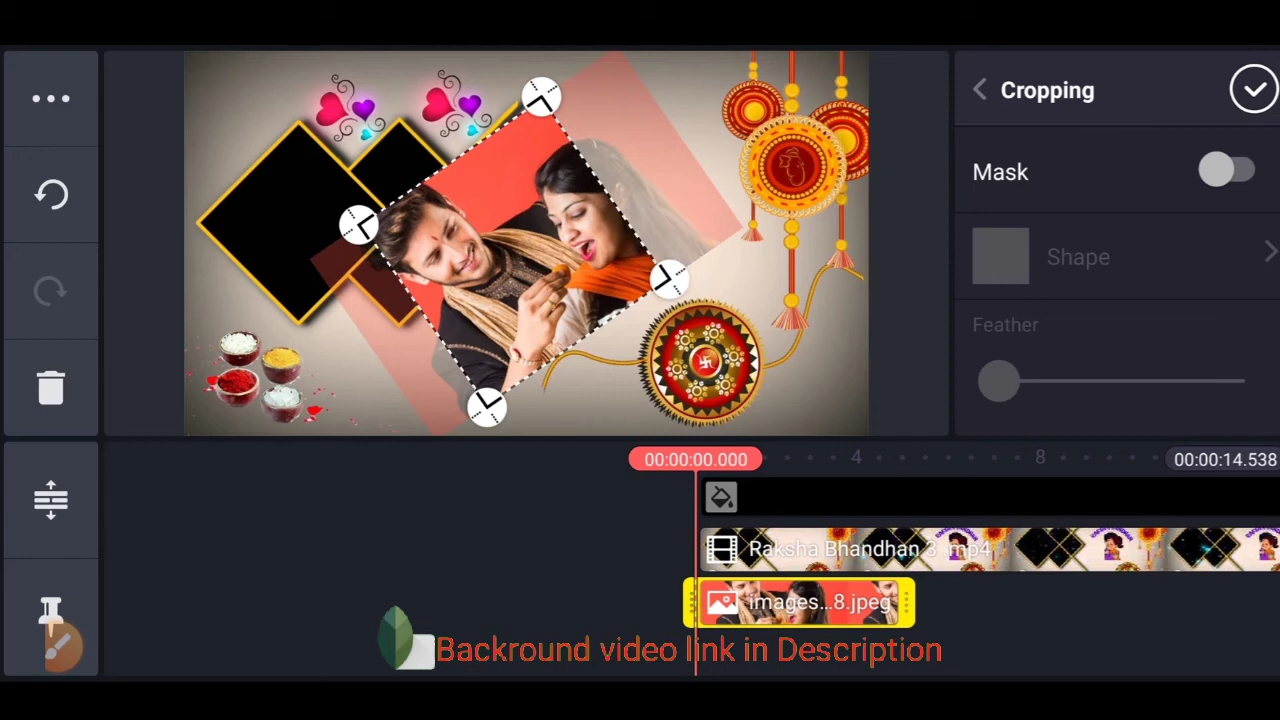 Cropping
Mask
Shape
Feather
00:00:00.000
4
8
00:00:14.538
Raksha Bhandhan 3 .mp4
images...8.jpeg
Backround video link in Description